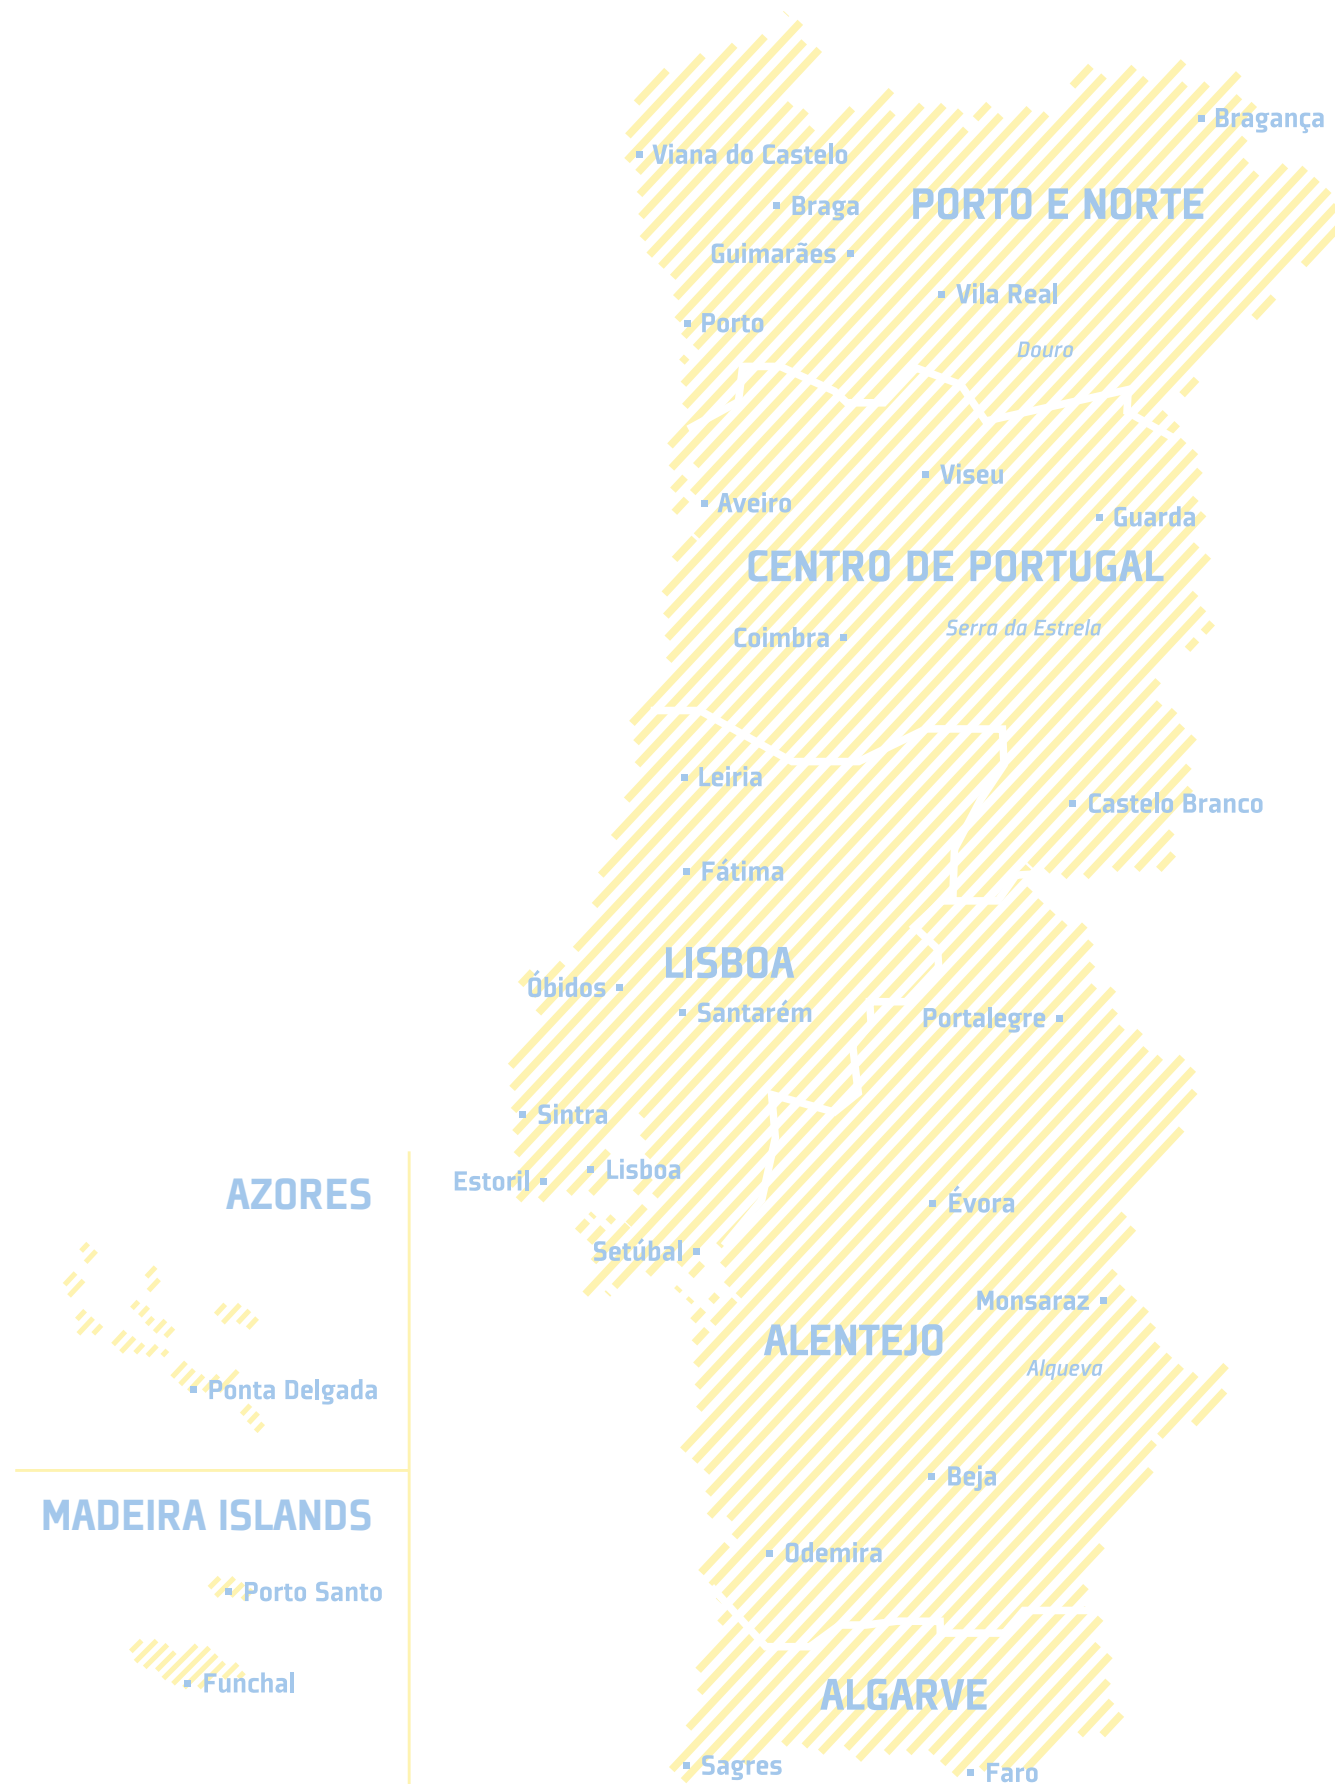 Bragança
Viana do Castelo
PORTO E NORTE
Braga
Guimarães
Vila Real
Porto
Douro
Viseu
Aveiro
Guarda
CENTRO DE PORTUGAL
Serra da Estrela
Coimbra
Leiria
Castelo Branco
Fátima
LISBOA
Óbidos
Santarém
Portalegre
Sintra
Lisboa
Estoril
AZORES
Évora
Setúbal
Monsaraz
ALENTEJO
Alqueva
Ponta Delgada
Beja
MADEIRA ISLANDS
Odemira
Porto Santo
Funchal
ALGARVE
Sagres
Faro